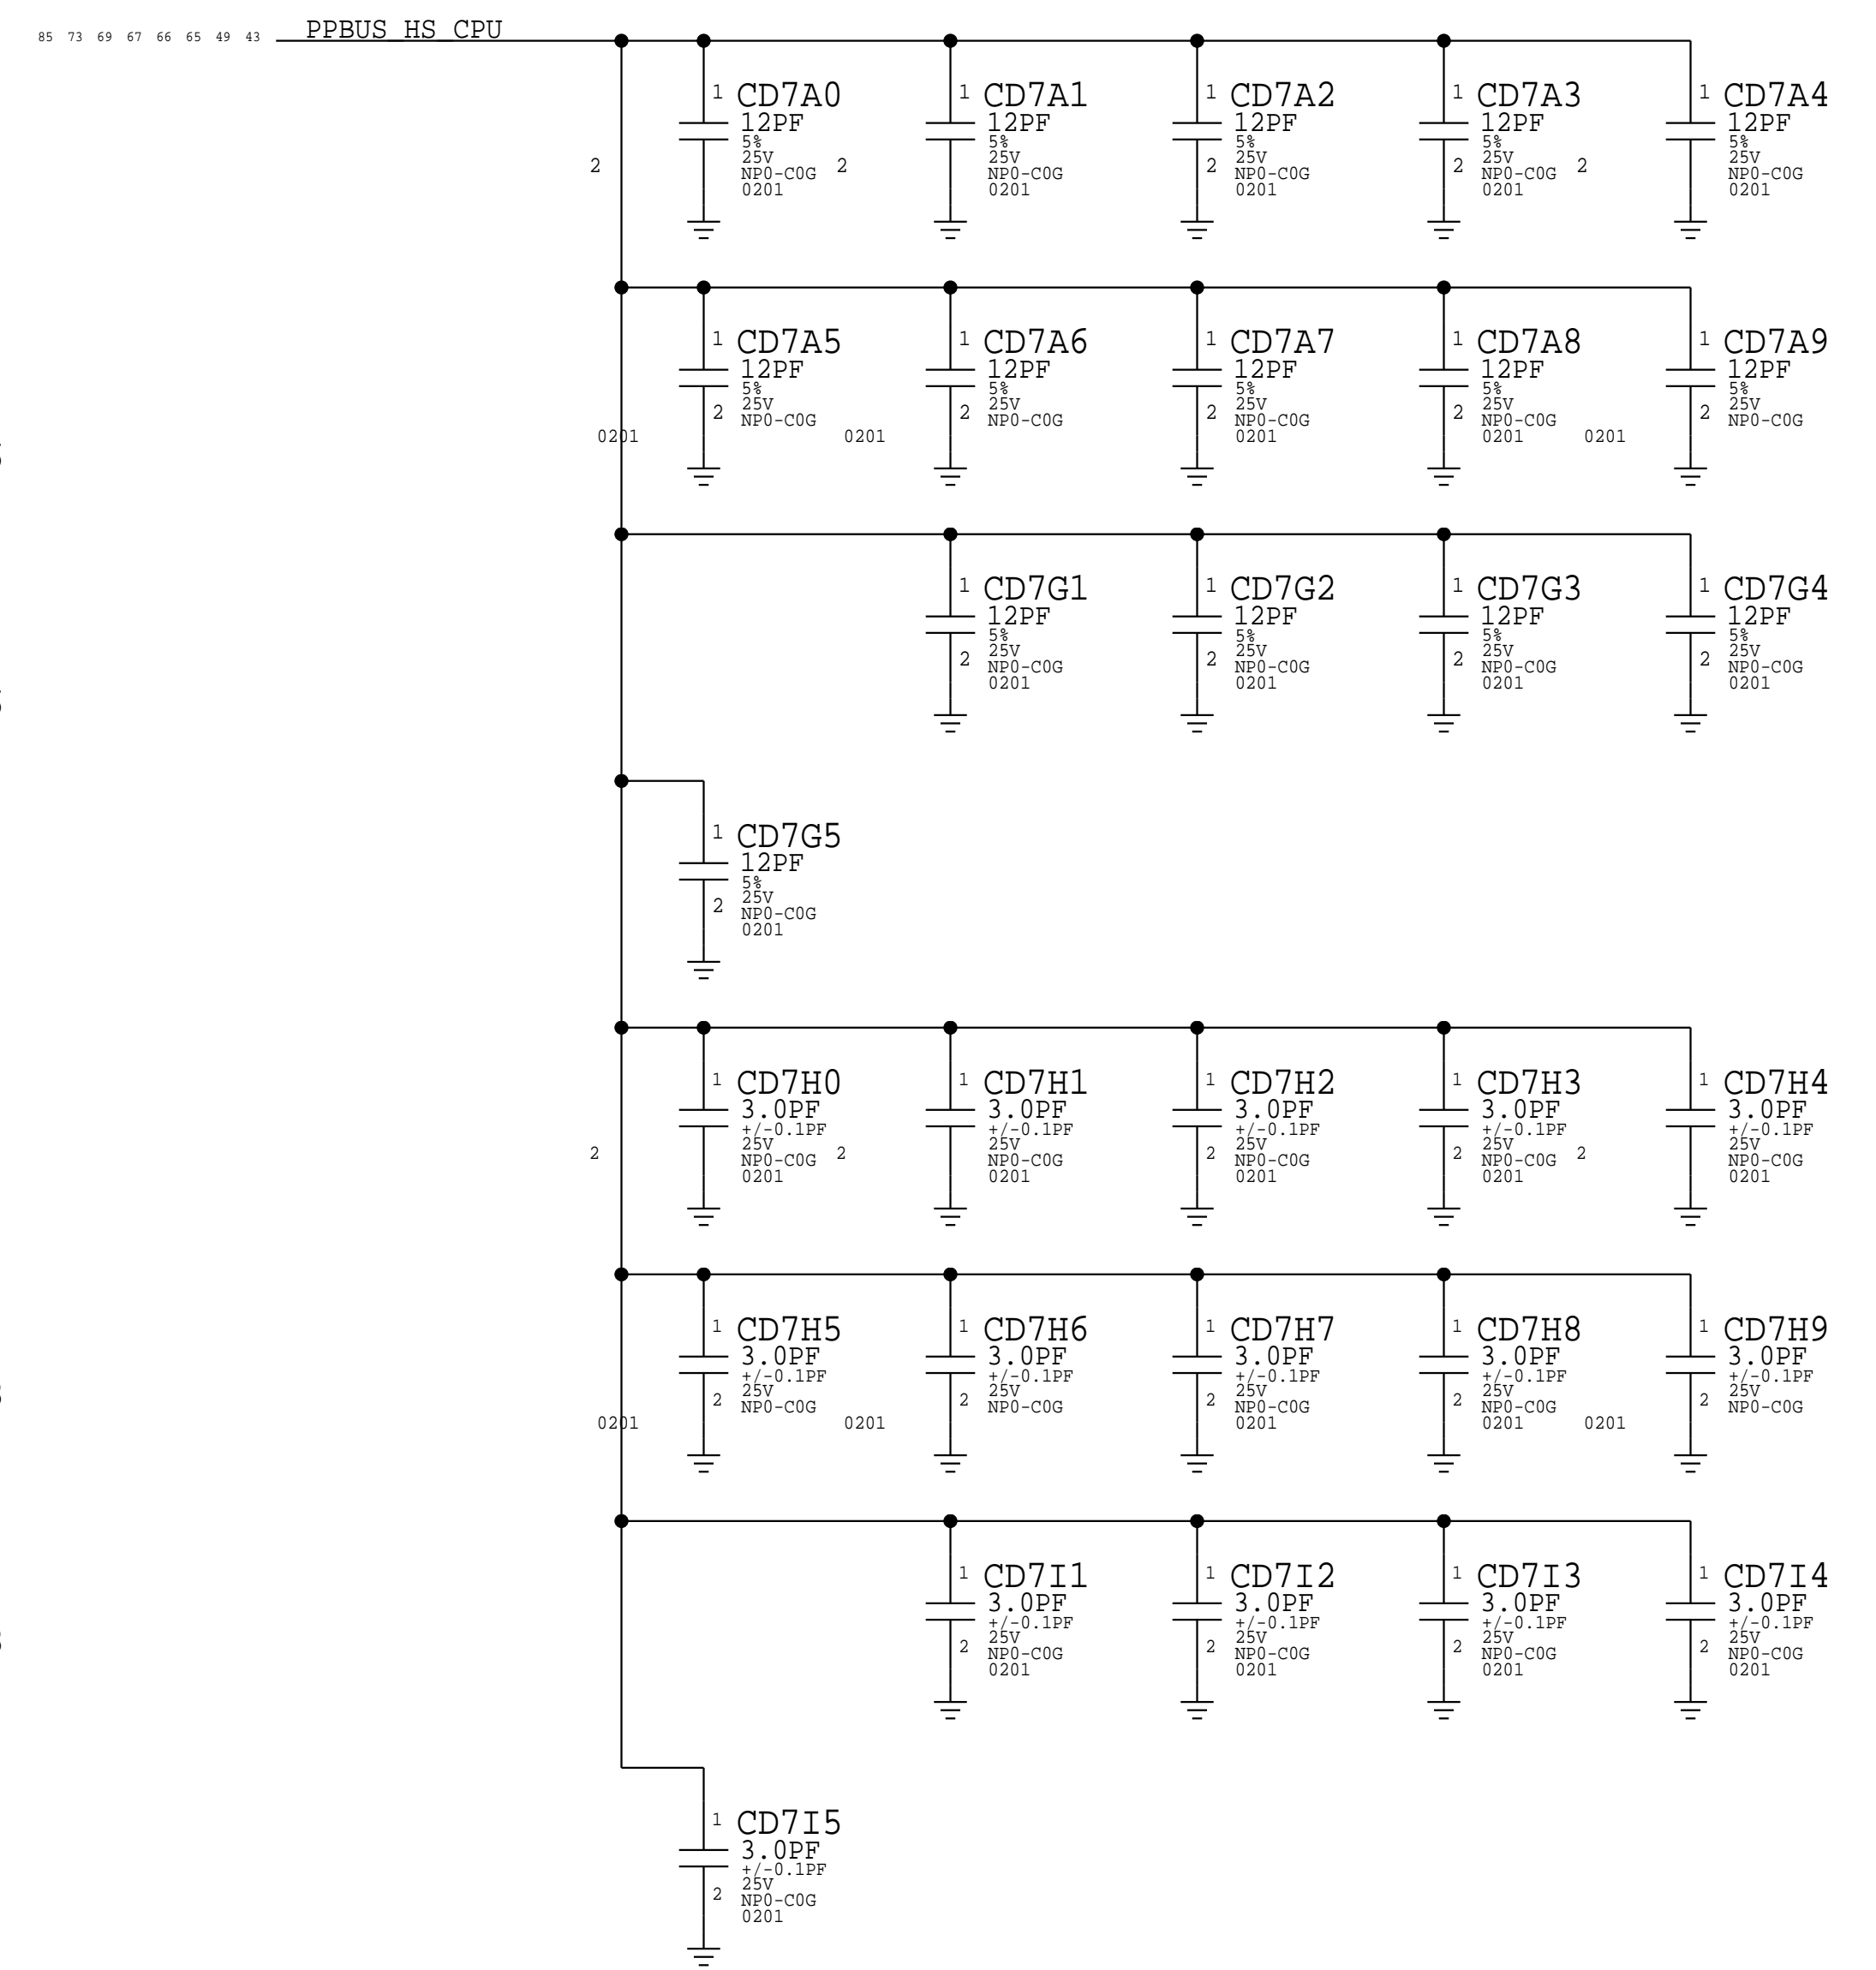 85 73 69 67 66 65 49 43 PPBUS_HS_CPU
1 CD7A0
12PF
5%
25V
2 NP0-C0G 2
0201
1 CD7A1
12PF
5%
25V
NP0-C0G
0201
1 CD7A2
12PF
5%
25V
2 NP0-C0G
0201
1 CD7A3
12PF
5%
25V
2 NP0-C0G 2
0201
1 CD7A4
12PF
5%
25V
NP0-C0G
0201
1 CD7A5
12PF
5%
25V
2 NP0-C0G
0201 0201
1 CD7A6
12PF
5%
25V
2 NP0-C0G
1 CD7A7
12PF
5%
25V
2 NP0-C0G
0201
1 CD7A8
12PF
5%
25V
2 NP0-C0G
0201 0201
1 CD7A9
12PF
5%
25V
2 NP0-C0G
1 CD7G1
12PF
5%
25V
2 NP0-C0G
0201
1 CD7G2
12PF
5%
25V
2 NP0-C0G
0201
1 CD7G3
12PF
5%
25V
2 NP0-C0G
0201
1 CD7G4
12PF
5%
25V
2 NP0-C0G
0201
1 CD7G5
12PF
5%
25V
2 NP0-C0G
0201
1 CD7H0
3.0PF
+/-0.1PF
25V
2 NP0-C0G 2
0201
1 CD7H1
3.0PF
+/-0.1PF
25V
NP0-C0G
0201
1 CD7H2
3.0PF
+/-0.1PF
25V
2 NP0-C0G
0201
1 CD7H3
3.0PF
+/-0.1PF
25V
2 NP0-C0G 2
0201
1 CD7H4
3.0PF
+/-0.1PF
25V
NP0-C0G
0201
1 CD7H5
3.0PF
+/-0.1PF
25V
2 NP0-C0G
0201 0201
1 CD7H6
3.0PF
+/-0.1PF
25V
2 NP0-C0G
1 CD7H7
3.0PF
+/-0.1PF
25V
2 NP0-C0G
0201
1 CD7H8
3.0PF
+/-0.1PF
25V
2 NP0-C0G
0201 0201
1 CD7H9
3.0PF
+/-0.1PF
25V
2 NP0-C0G
1 CD7I1
3.0PF
+/-0.1PF
25V
2 NP0-C0G
0201
1 CD7I2
3.0PF
+/-0.1PF
25V
2 NP0-C0G
0201
1 CD7I3
3.0PF
+/-0.1PF
25V
2 NP0-C0G
0201
1 CD7I4
3.0PF
+/-0.1PF
25V
2 NP0-C0G
0201
1 CD7I5
3.0PF
+/-0.1PF
25V
2 NP0-C0G
0201